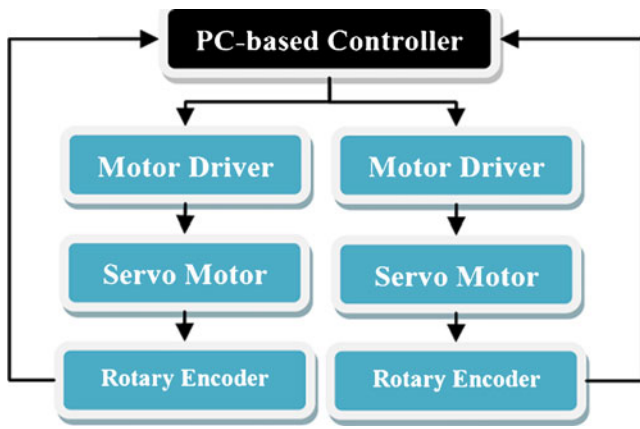 PC-based Controller
Motor Driver
Motor Driver
Servo Motor
Servo Motor
Rotary Encoder
Rotary Encoder